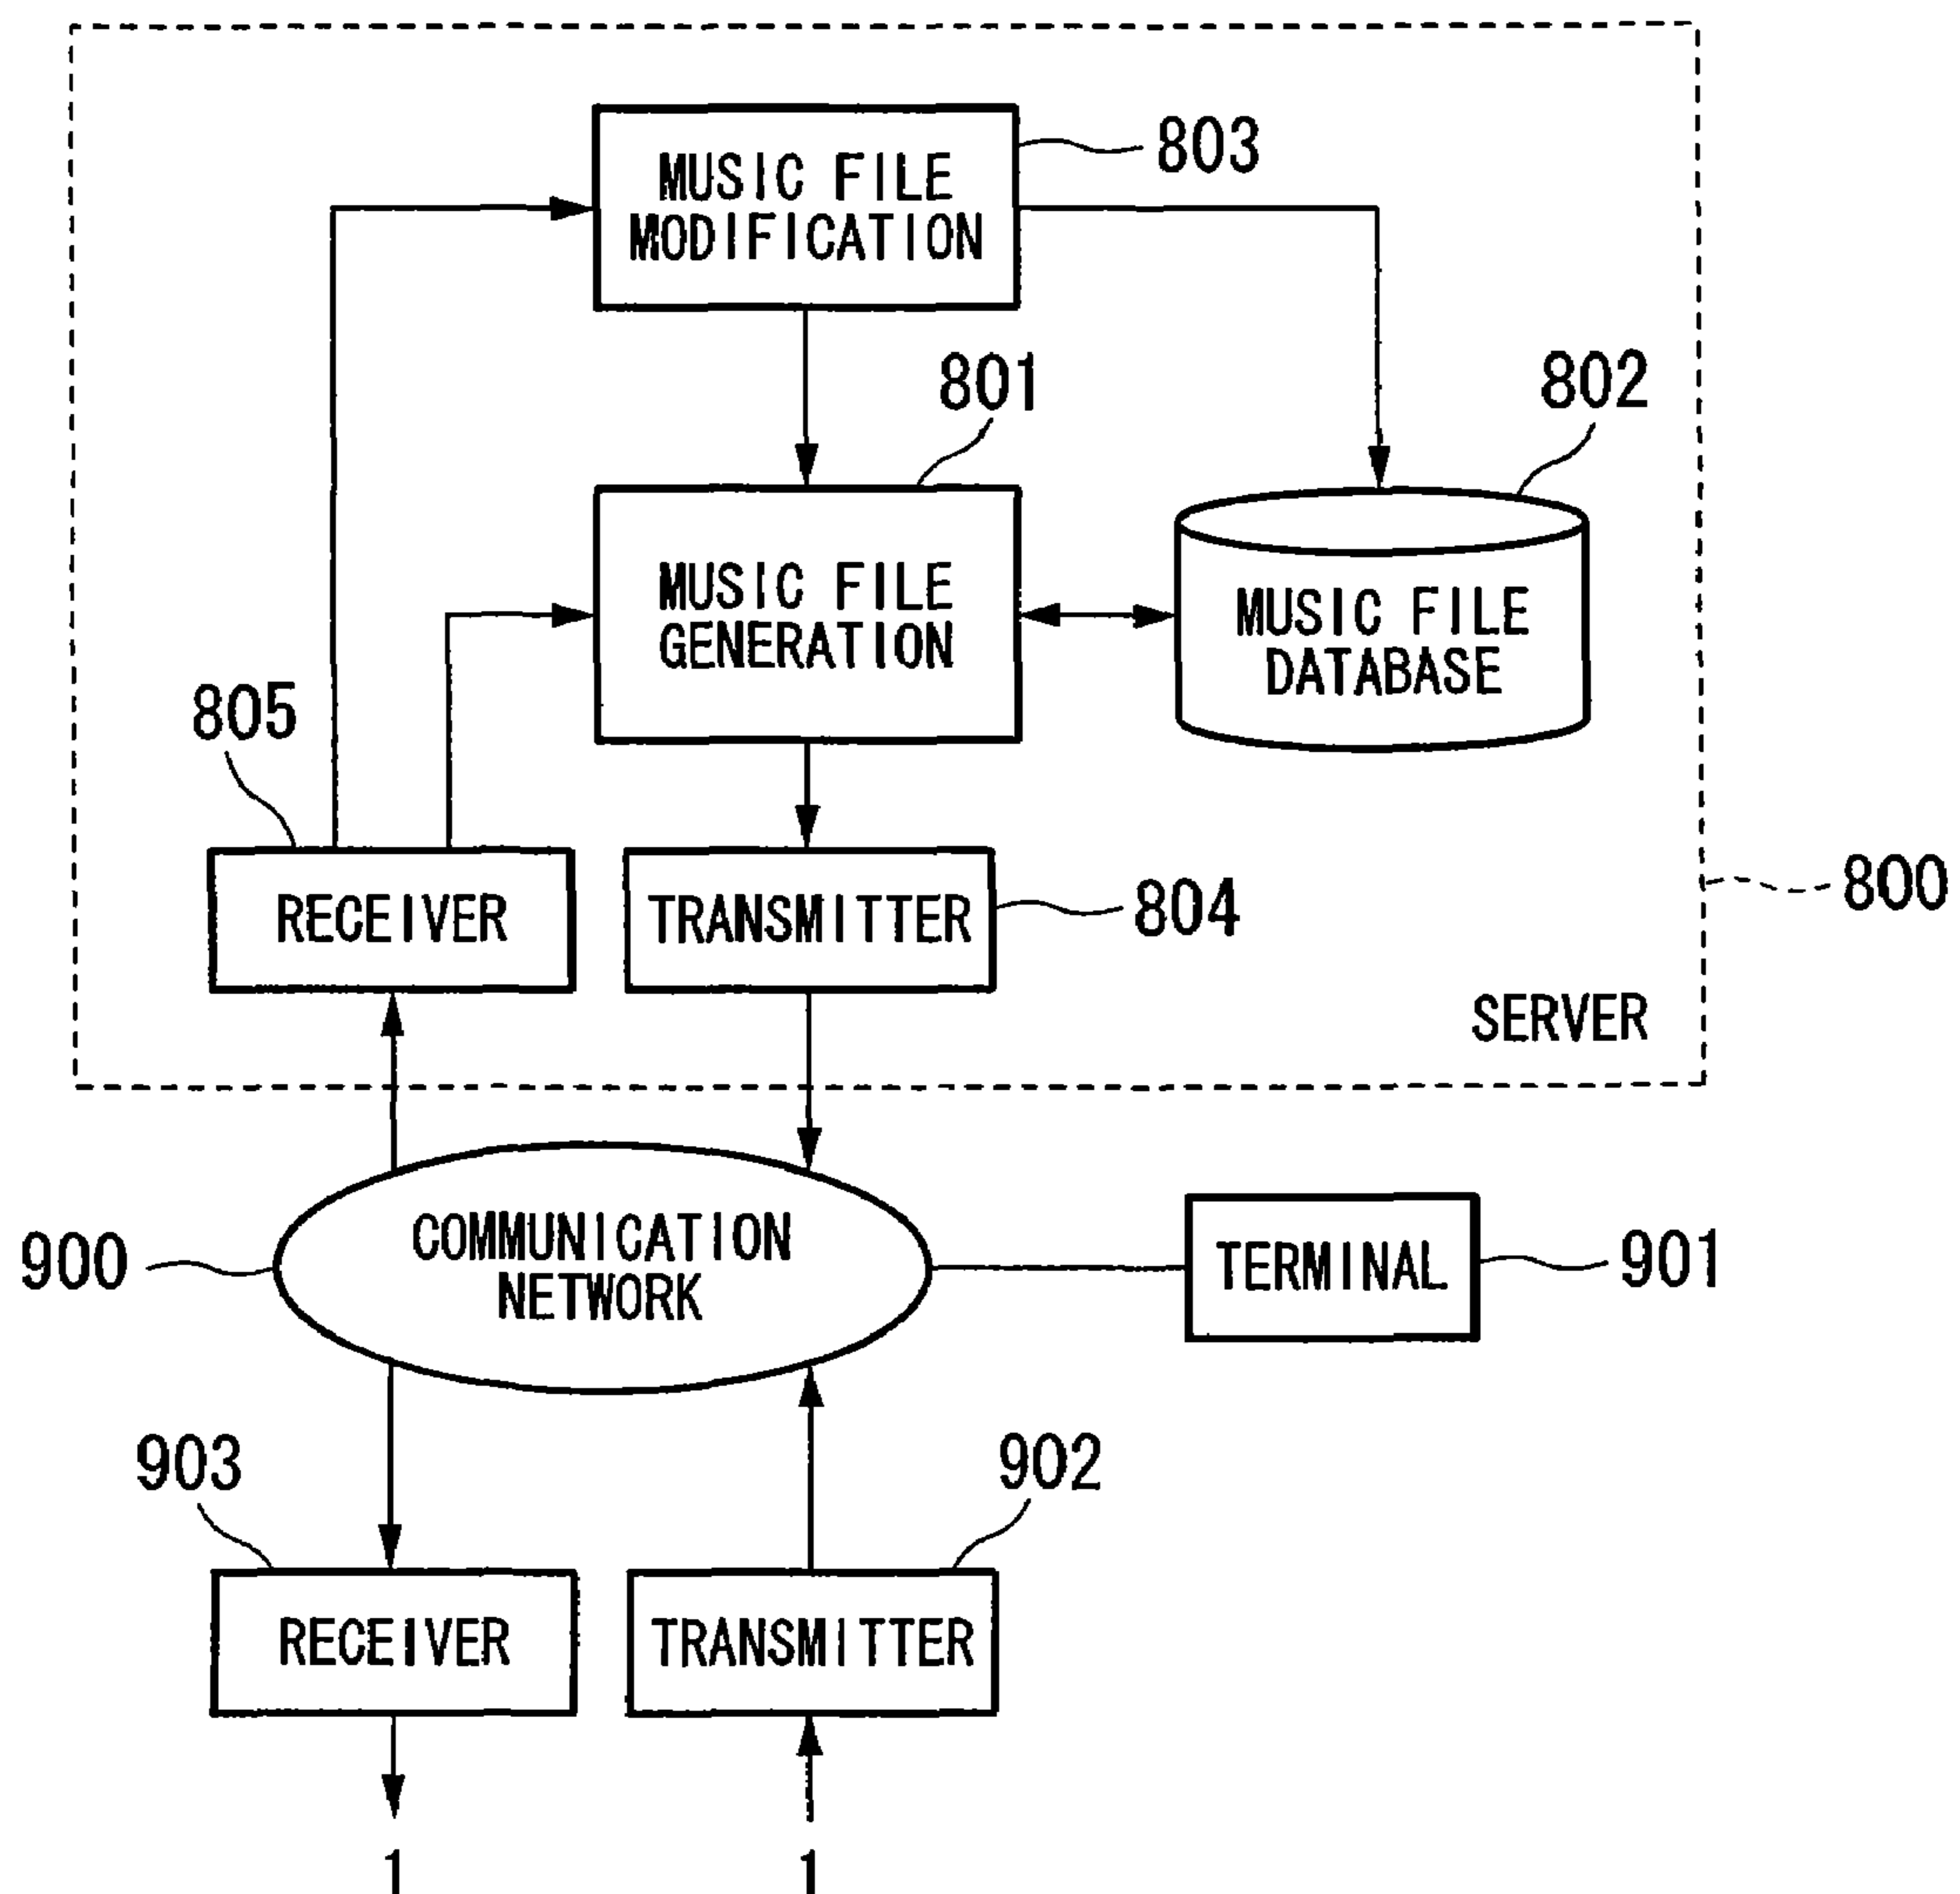 803
MUSIC FILE
MODIFICATION
801
802
MUSIC FILE
GENERATION
MUSIC FILE
DATABASE
805
RECEIVER
TRANSMITTER
804
800
SERVER
900
COMMUNICATION
NETWORK
TERMINAL
901
903
902
RECEIVER
TRANSMITTER
1
1